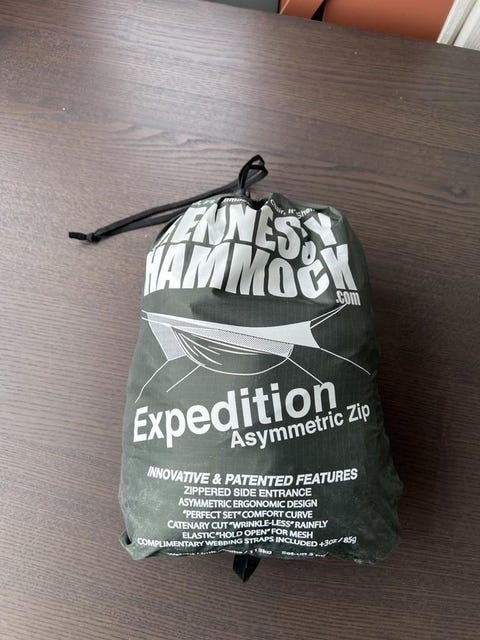 HENNESSY
HAMMOCK
.com
Expedition
Asymmetric Zip
INNOVATIVE & PATENTED FEATURES
ZIPPERED SIDE ENTRANCE
ASYMMETRIC ERGONOMIC DESIGN
"PERFECT SET" COMFORT CURVE
CATENARY CUT "WRINKLE-LESS" RAINFLY
ELASTIC "HOLD OPEN" FOR MESH
COMPLIMENTARY WEBBING STRAPS INCLUDED +3oz / 85g